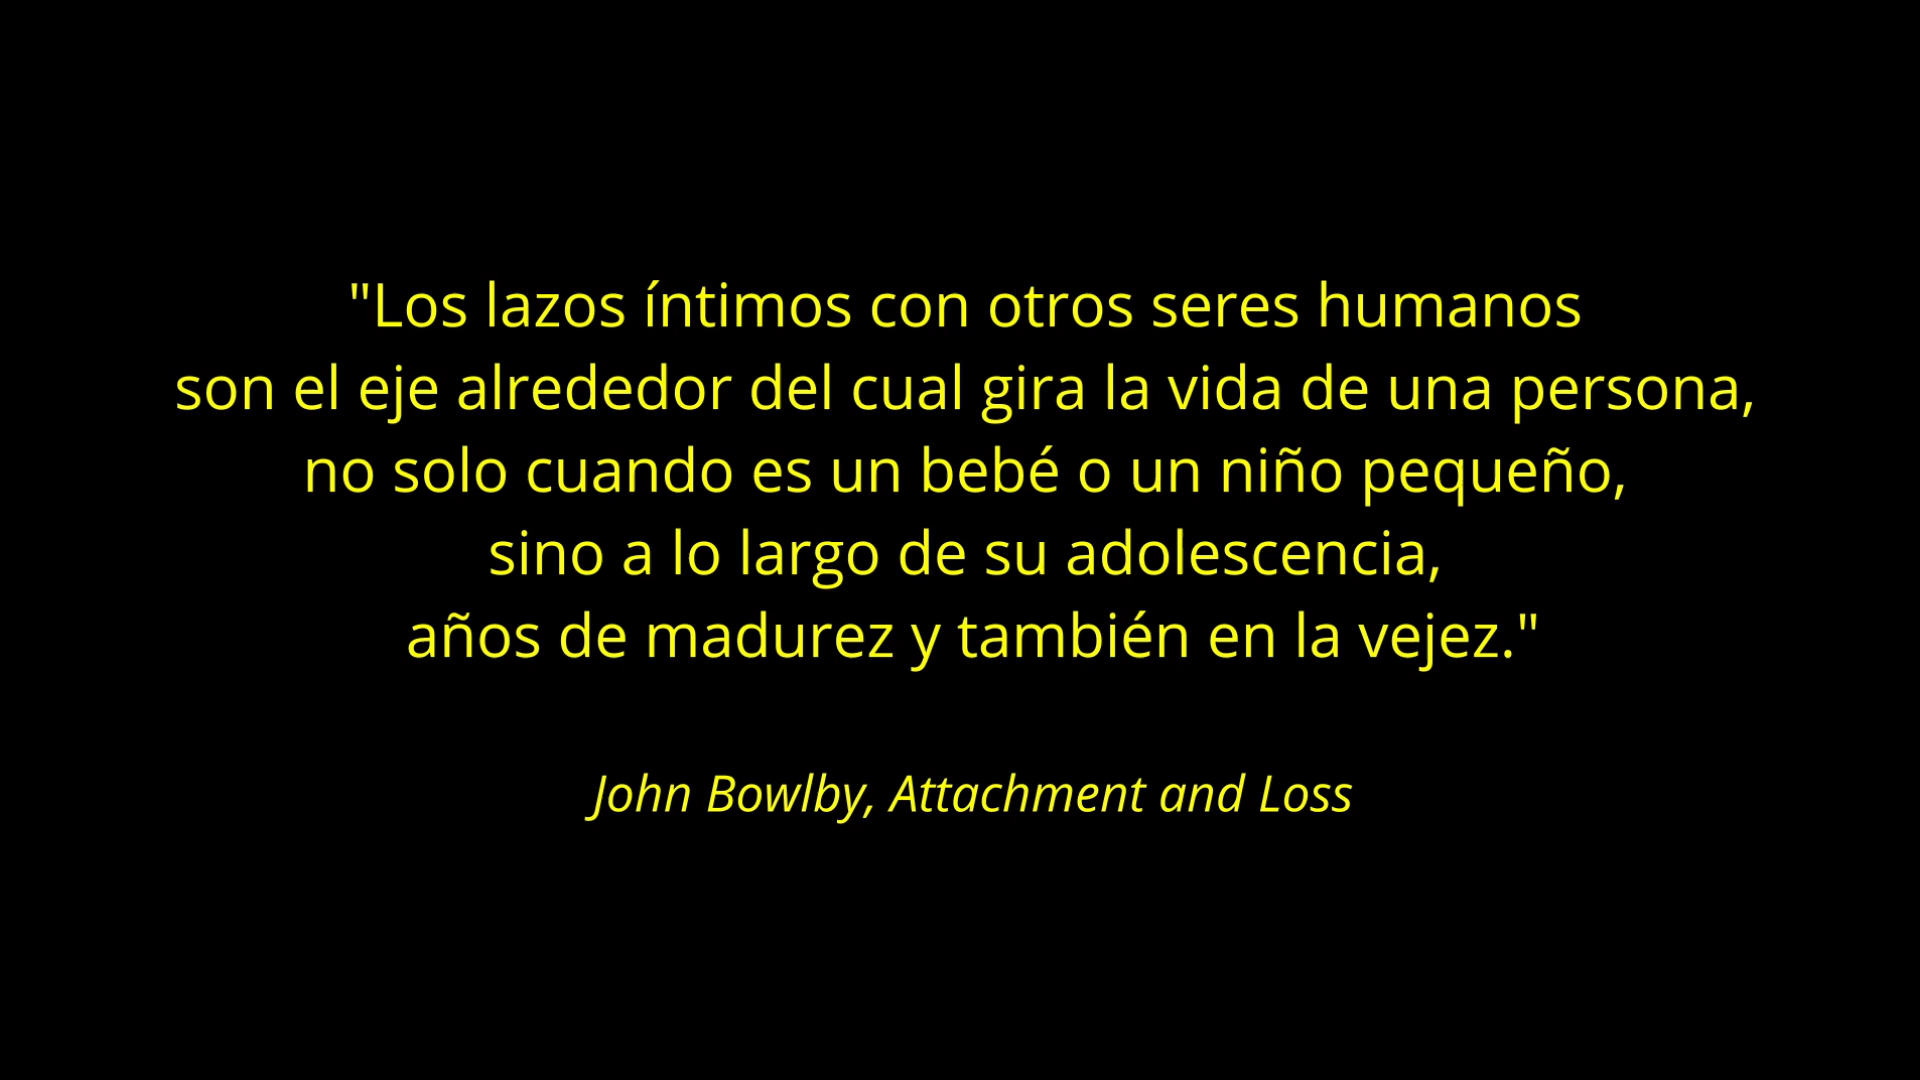 "Los lazos íntimos con otros seres humanos
son el eje alrededor del cual gira la vida de una persona,
no solo cuando es un bebé o un niño pequeño,
sino a lo largo de su adolescencia,
años de madurez y también en la vejez."
John Bowlby, Attachment and Loss